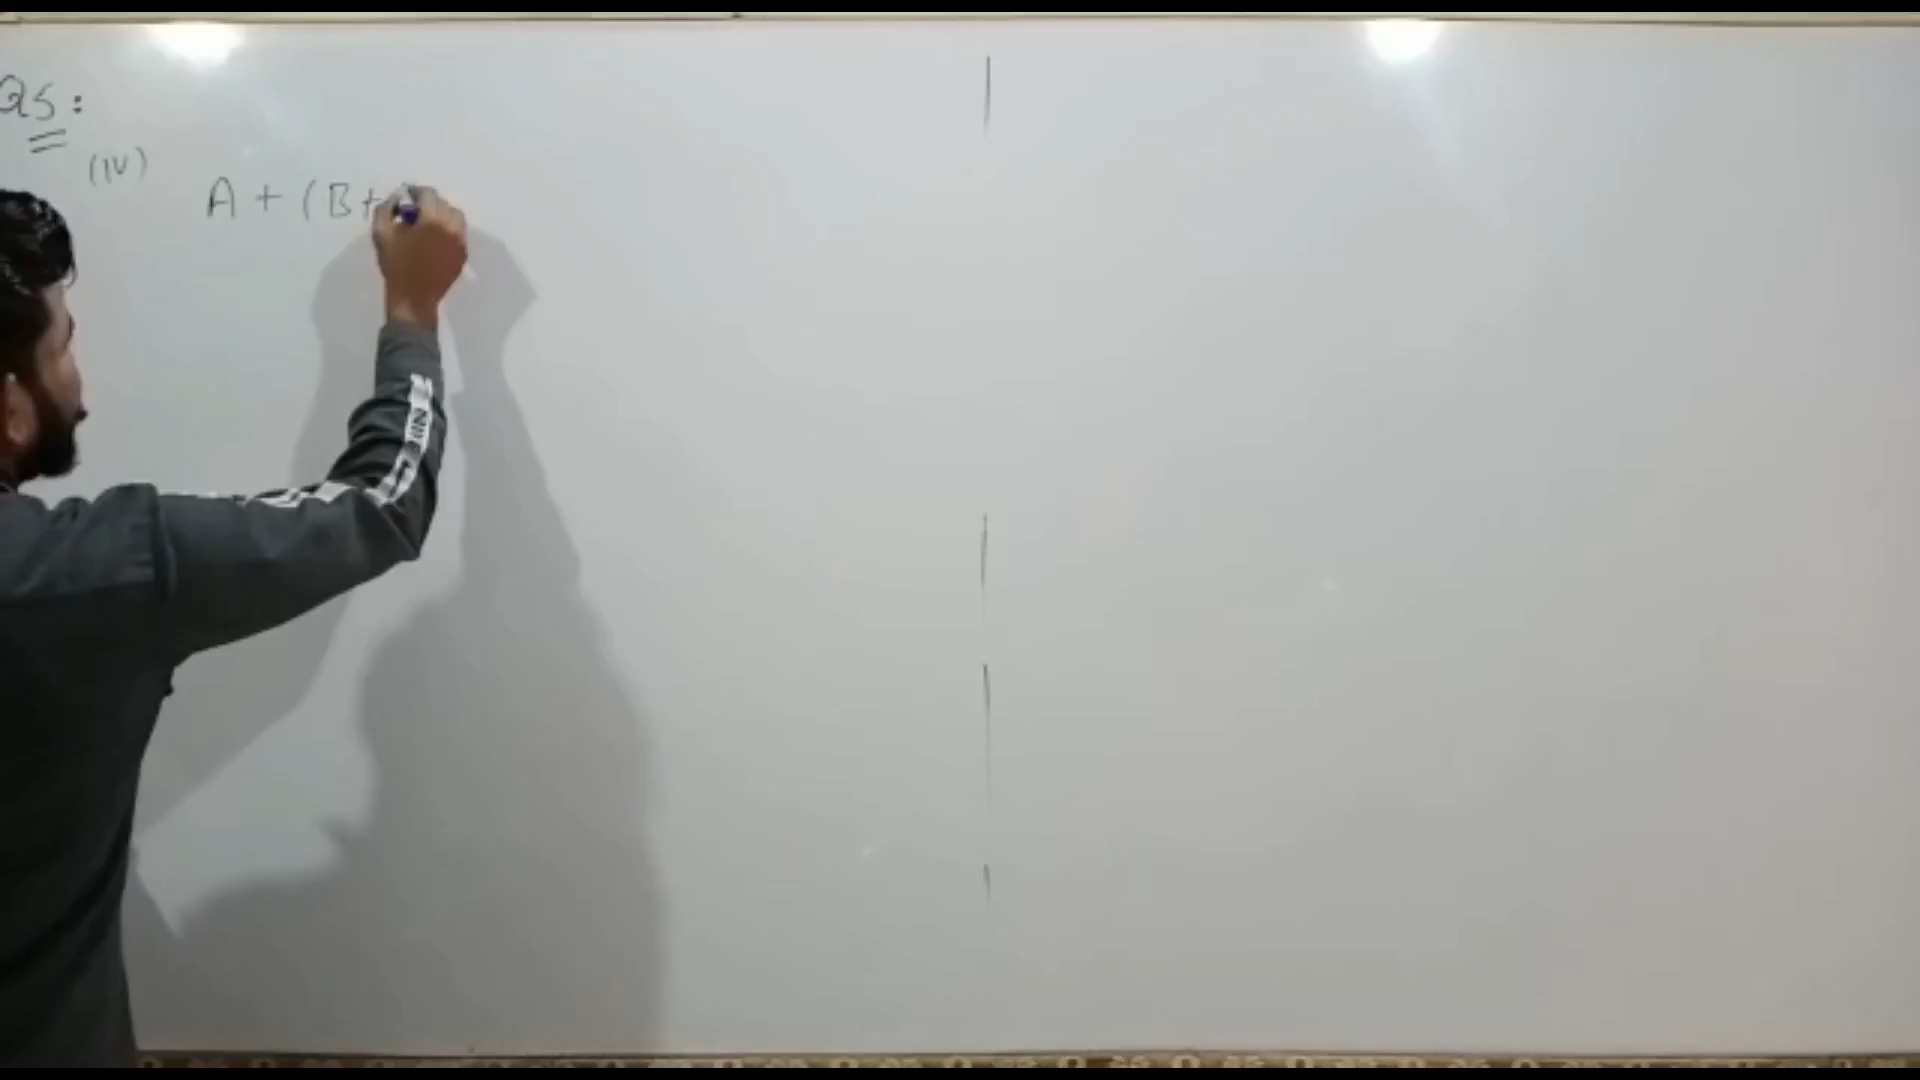 Q5:
(IV)
A + (B +